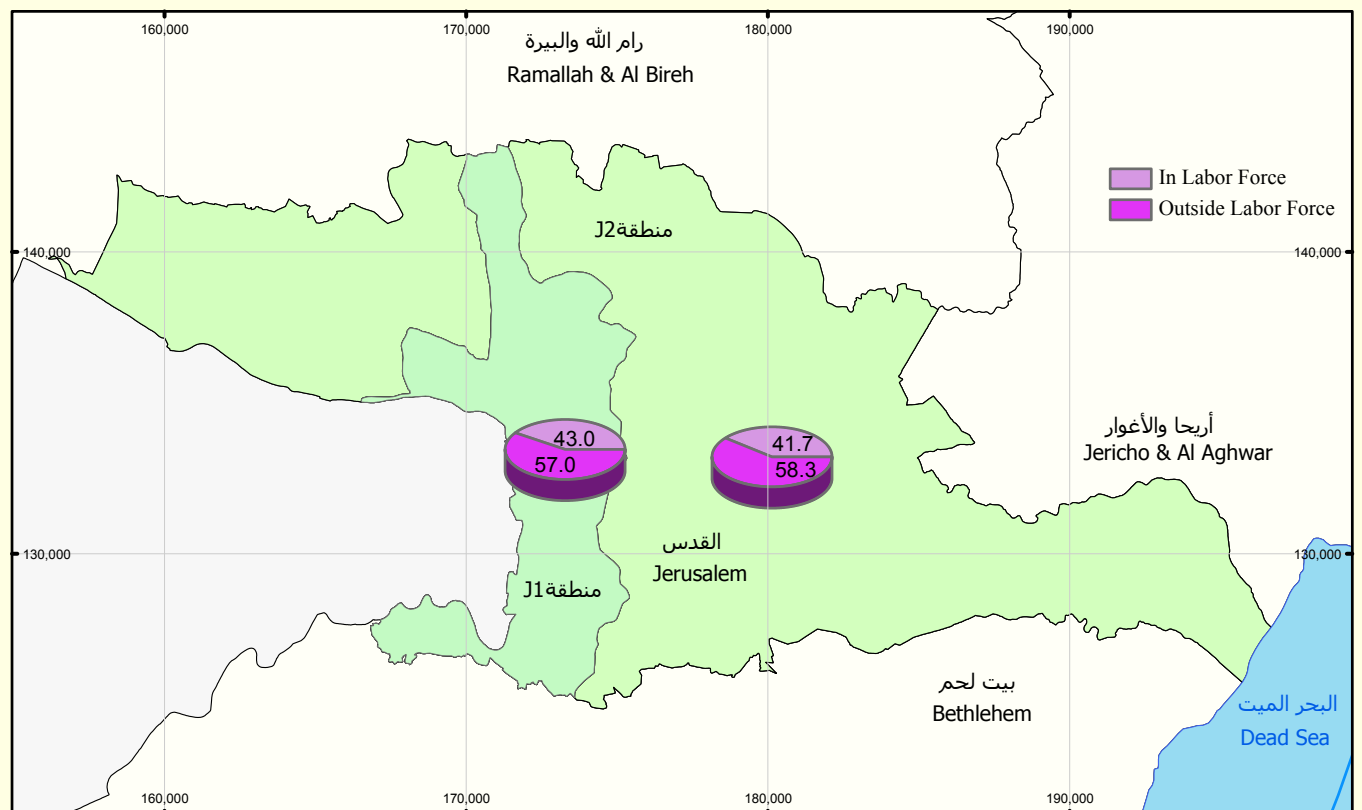 160,000
170,000
180,000
190,000
رام الله والبيرة
Ramallah & Al Bireh
In Labor Force
Outside Labor Force
منطقةJ2
140,000
140,000
43.0
57.0
41.7
58.3
أريحا والأغوار
Jericho & Al Aghwar
القدس
Jerusalem
130,000
130,000
منطقةJ1
بيت لحم
Bethlehem
البحر الميت
Dead Sea
160,000
170,000
180,000
190,000